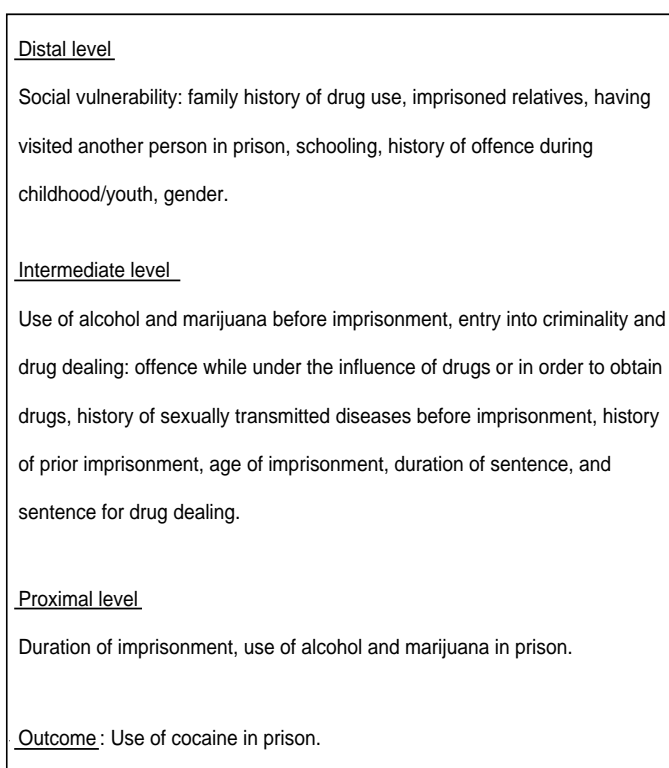 Distal level
Social vulnerability: family history of drug use, imprisoned relatives, having
visited another person in prison, schooling, history of offence during
childhood/youth, gender.
Intermediate level
Use of alcohol and marijuana before imprisonment, entry into criminality and
drug dealing: offence while under the influence of drugs or in order to obtain
drugs, history of sexually transmitted diseases before imprisonment, history
of prior imprisonment, age of imprisonment, duration of sentence, and
sentence for drug dealing.
Proximal level
Duration of imprisonment, use of alcohol and marijuana in prison.
Outcome: Use of cocaine in prison.